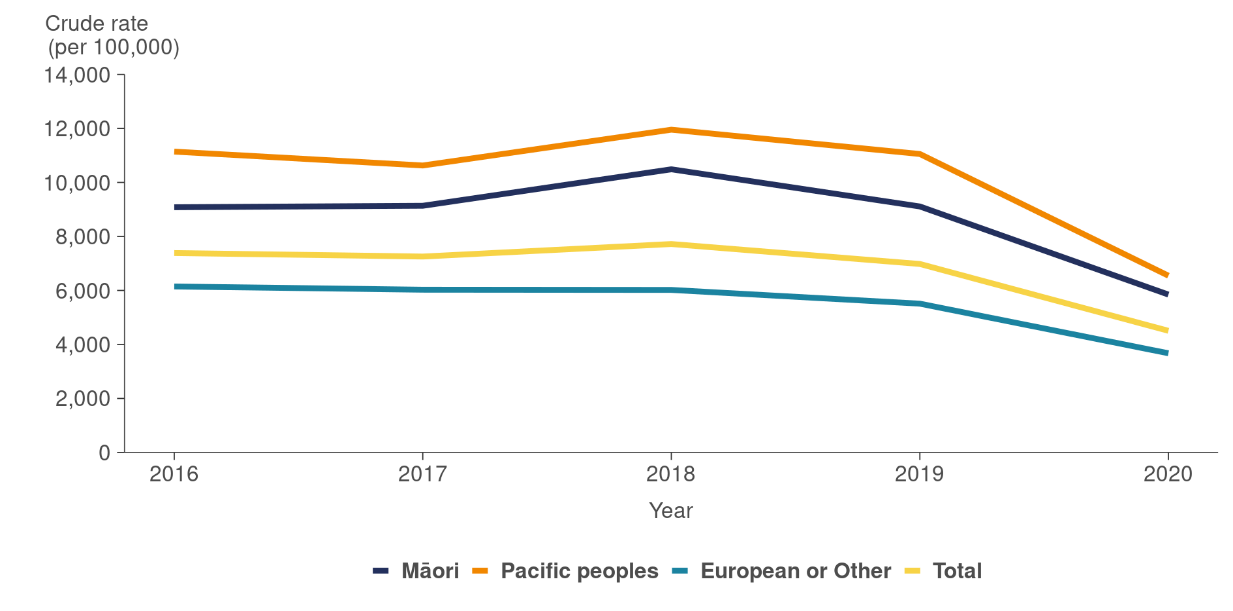 Crude rate
(per 100,000)
14,000
12,000
10,000
8,000
6,000
4,000
2,000
0
2016 2017 2018 2019 2020
Year
Māori Pacific peoples European or Other Total